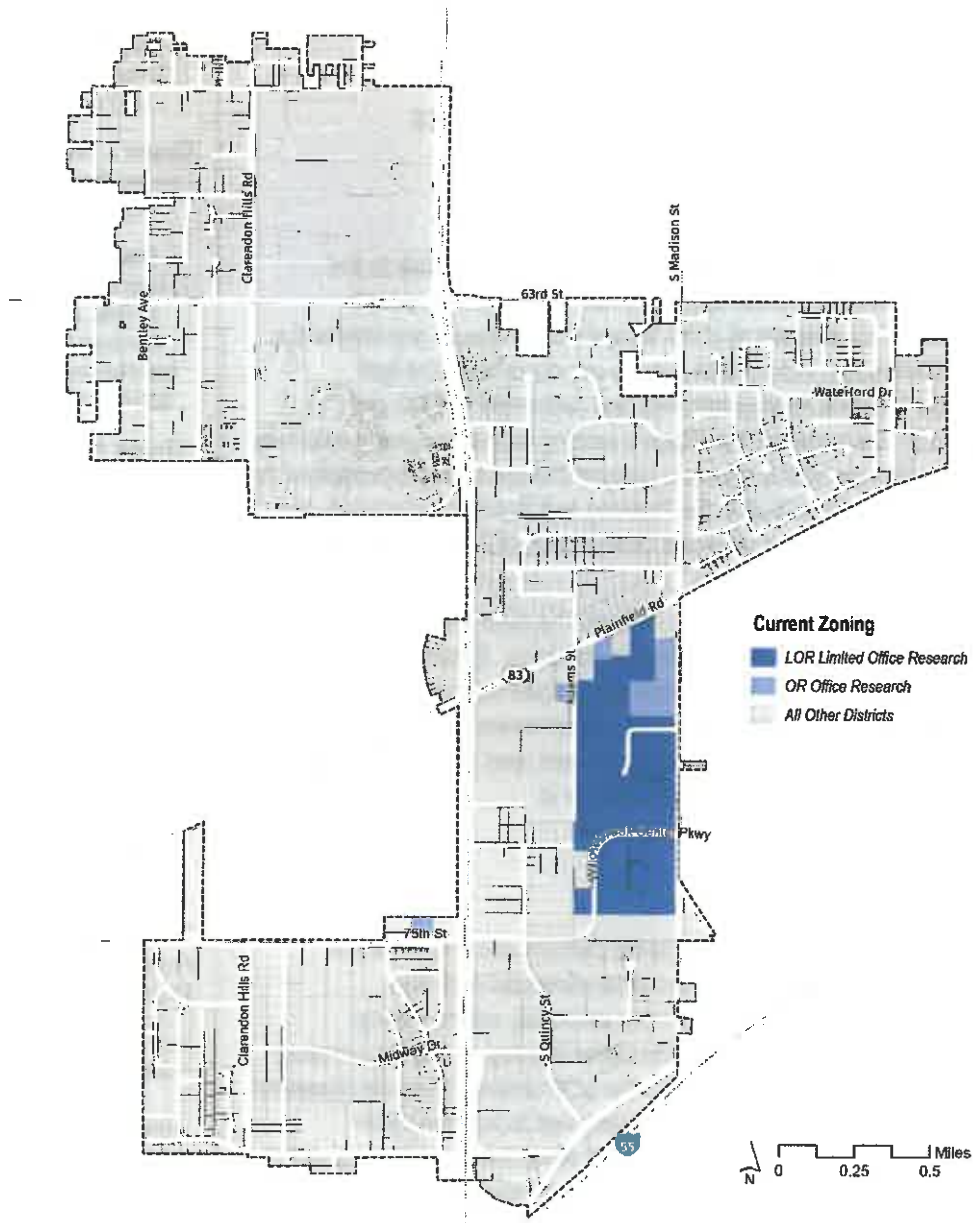 Clarendon Hills Rd
S Madison St
63rd St
Bentley Ave
Waterford Dr
Plainfield Rd
Current Zoning
LOR Limited Office Research
83
OR Office Research
All Other Districts
Pkwy
75th St
Clarendon Hills Rd
S Quincy St
Midway Dr
55
Miles
N
0 0.25 0.5